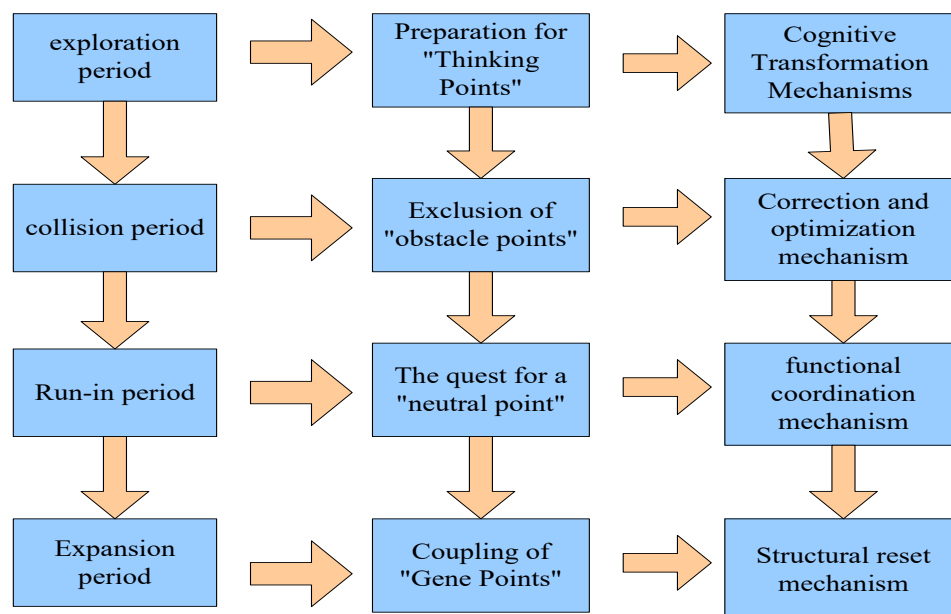 exploration
period
Preparation for
"Thinking
Points"
Cognitive
Transformation
Mechanisms
collision period
Exclusion of
"obstacle points"
Correction and
optimization
mechanism
Run-in period
The quest for a
"neutral point"
functional
coordination
mechanism
Expansion
period
Coupling of
"Gene Points"
Structural reset
mechanism